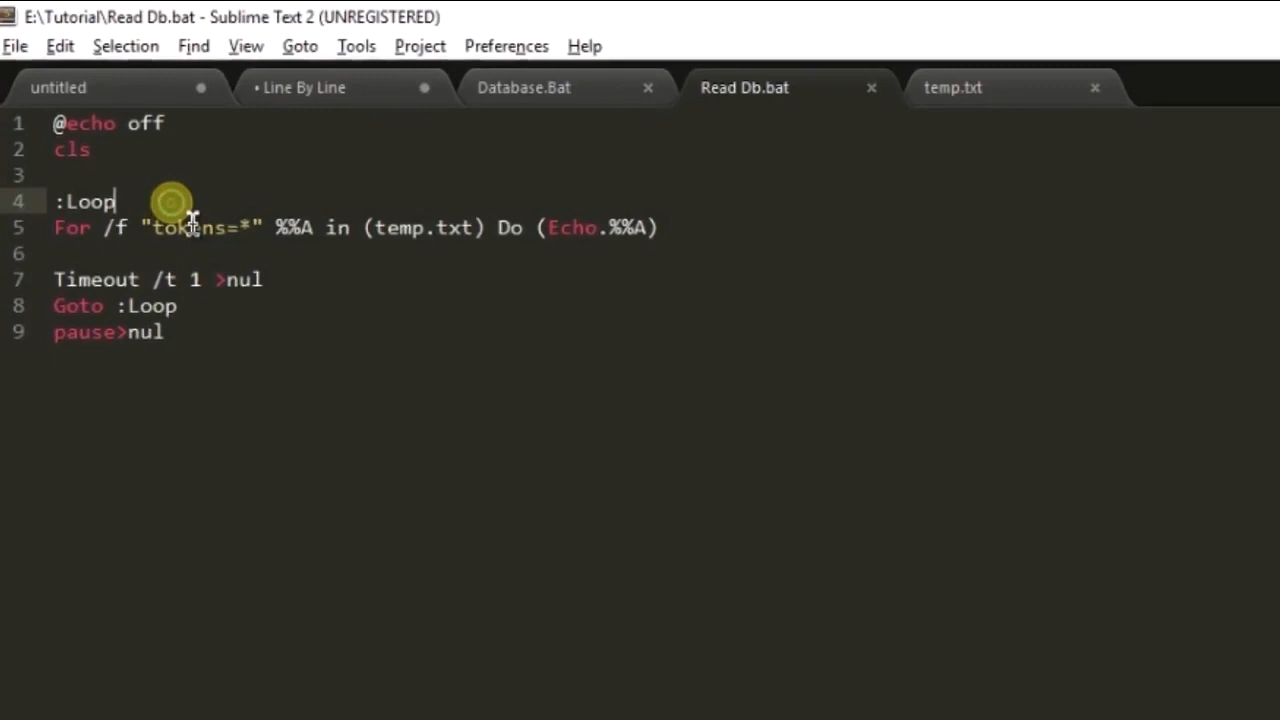 E:\Tutorial\Read Db.bat - Sublime Text 2 (UNREGISTERED)
File Edit Selection Find View Goto Tools Project Preferences Help
untitled • Line By Line Database.Bat Read Db.bat temp.txt
1 @echo off
2 cls
3
4 :Loop
5 For /f "tokens=*" %%A in (temp.txt) Do (Echo.%%A)
6
7 Timeout /t 1 >nul
8 Goto :Loop
9 pause>nul